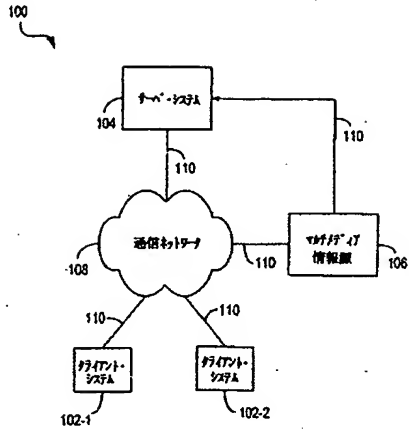 100
サーバ・システム
104
110
110
通信ネットワーク
マルチメディア
情報源
108
110
106
110
110
クライアント・
システム
クライアント・
システム
102-1
102-2